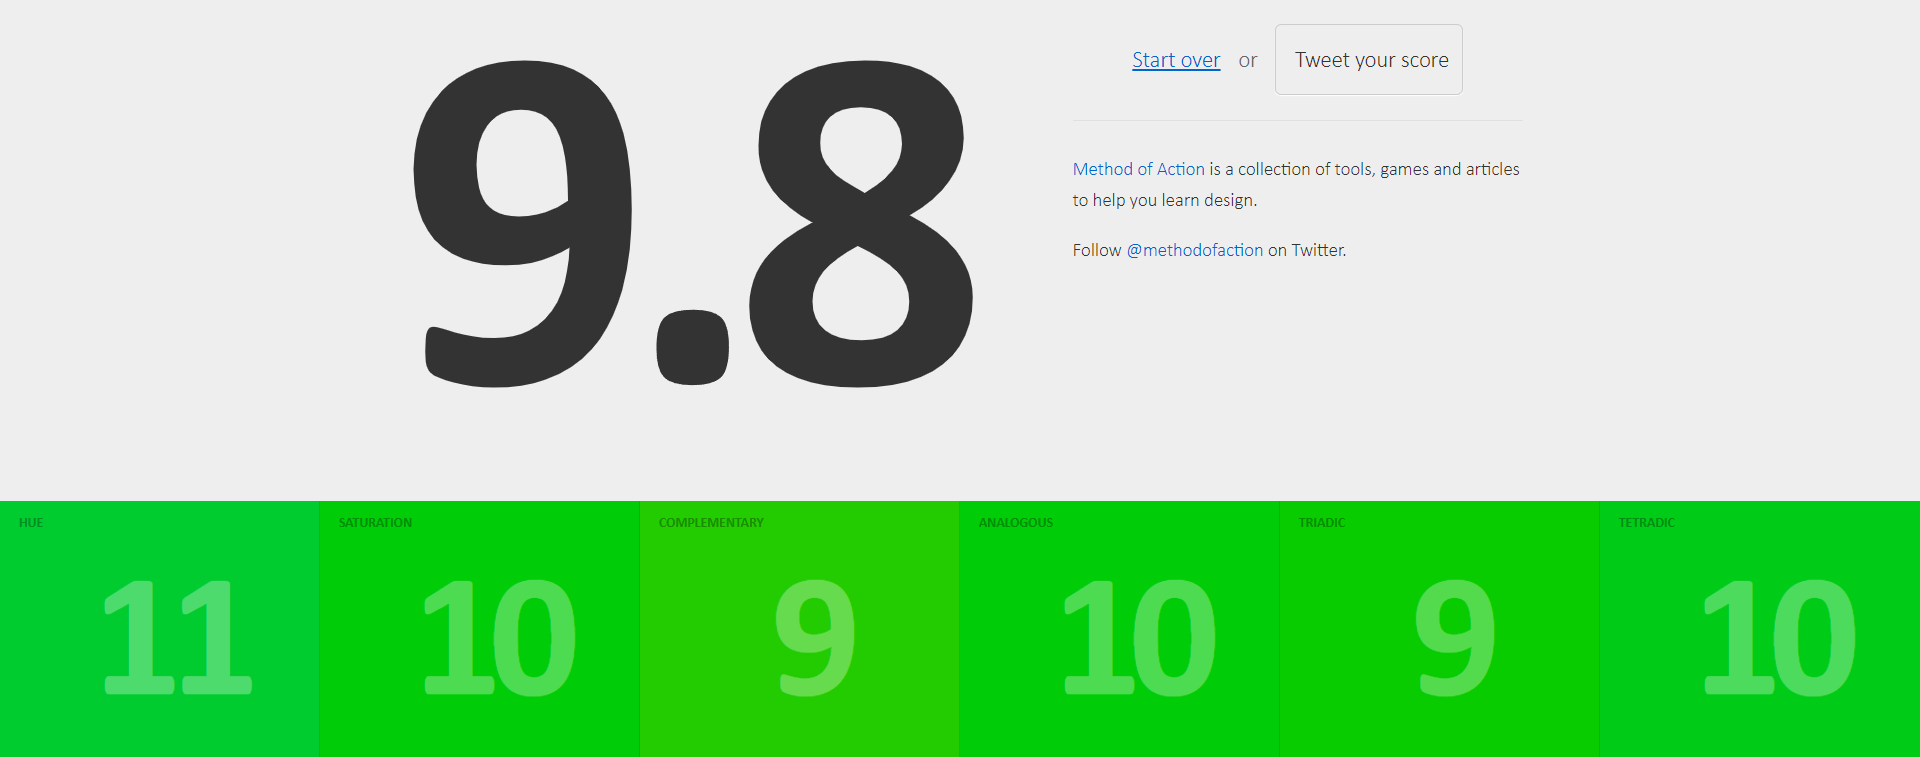 9.8
Start over or Tweet your score
Method of Action is a collection of tools, games and articles
to help you learn design.
Follow @methodofaction on Twitter.
HUE
11
SATURATION
10
COMPLEMENTARY
9
ANALOGOUS
10
TRIADIC
9
TETRADIC
10